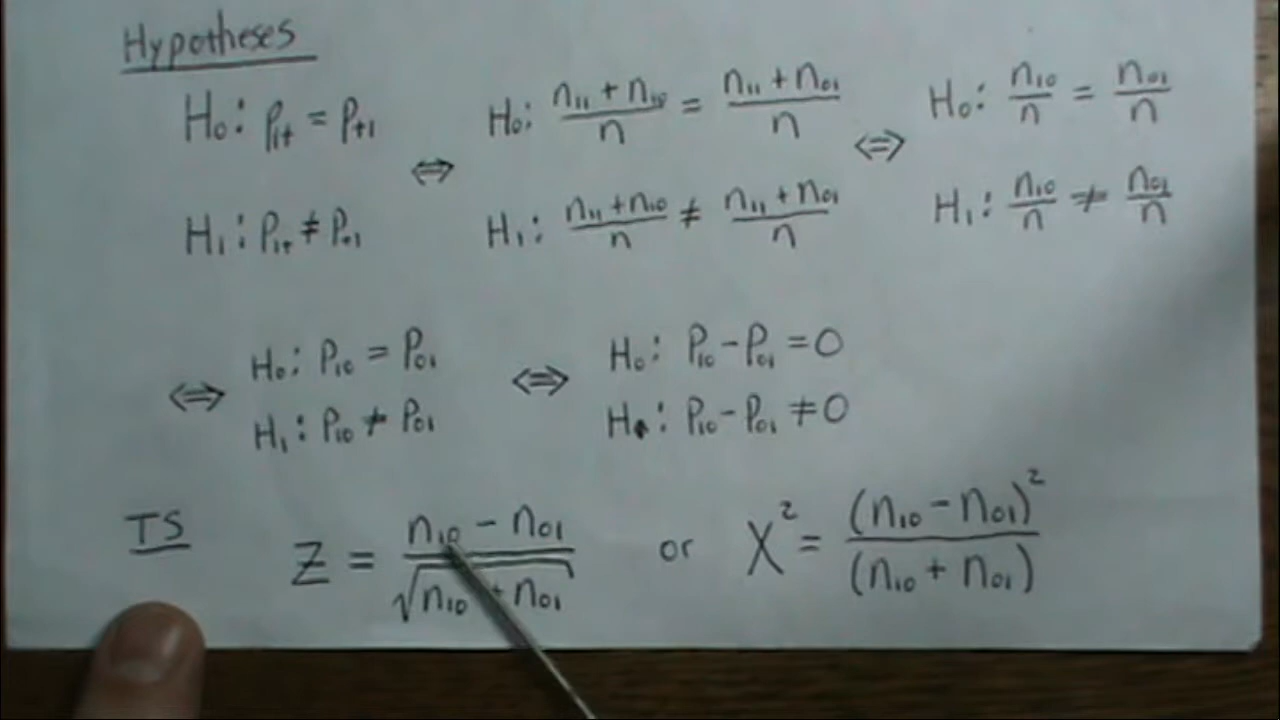 Hypotheses
H₀: P₁₊ = P₊₁ ⇔ H₀: (n₁₁ + n₁₀)/n = (n₁₁ + n₀₁)/n ⇔ H₀: n₁₀/n = n₀₁/n
H₁: P₁₊ ≠ P₊₁ H₁: (n₁₁ + n₁₀)/n ≠ (n₁₁ + n₀₁)/n H₁: n₁₀/n ≠ n₀₁/n
⇔ H₀: P₁₀ = P₀₁ ⇔ H₀: P₁₀ - P₀₁ = 0
H₁: P₁₀ ≠ P₀₁ H₁: P₁₀ - P₀₁ ≠ 0
TS Z = (n₁₀ - n₀₁)/√(n₁₀ + n₀₁) or X² = (n₁₀ - n₀₁)²/(n₁₀ + n₀₁)